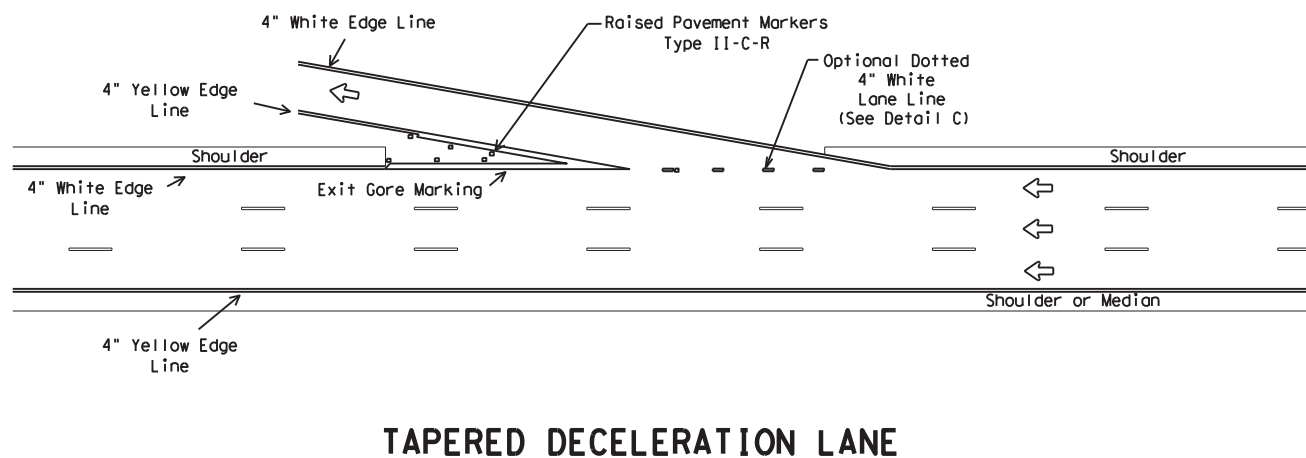 4" White Edge Line
Raised Pavement Markers
Type II-C-R
Optional Dotted
4" White
Lane Line
(See Detail C)
4" Yellow Edge
Line
Shoulder
Shoulder
4" White Edge
Line
Exit Gore Marking
Shoulder or Median
4" Yellow Edge
Line
TAPERED DECELERATION LANE